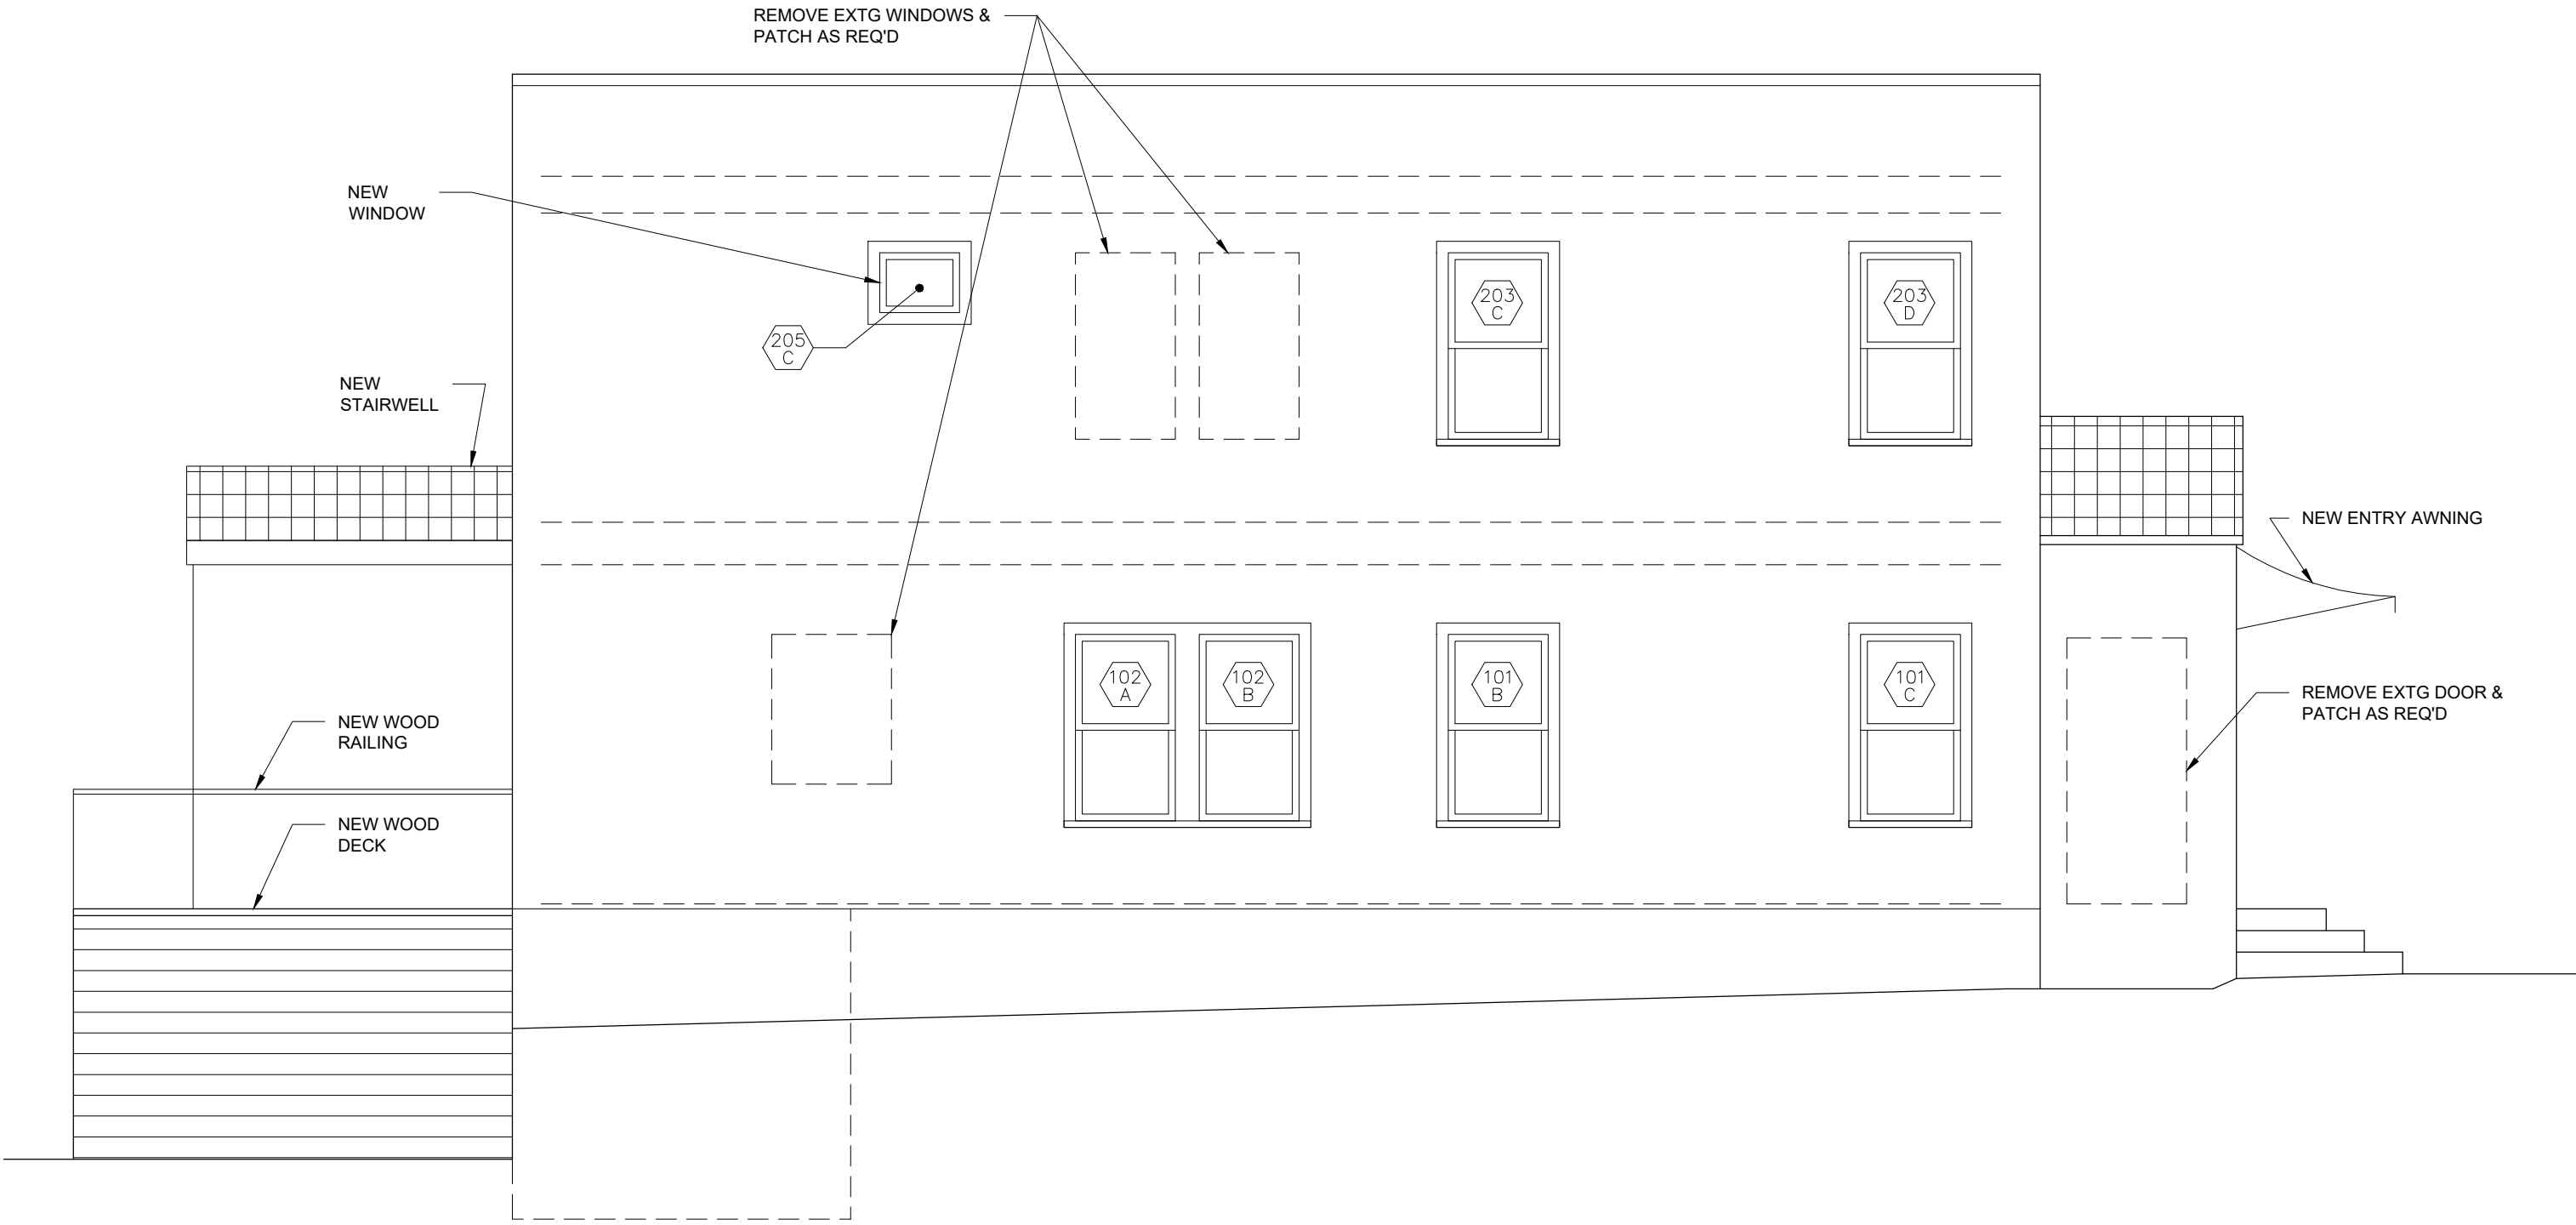 REMOVE EXTG WINDOWS &
PATCH AS REQ'D
NEW
WINDOW
205
C
203
C
203
D
NEW
STAIRWELL
NEW ENTRY AWNING
102
A
102
B
101
B
101
C
REMOVE EXTG DOOR &
PATCH AS REQ'D
NEW WOOD
RAILING
NEW WOOD
DECK